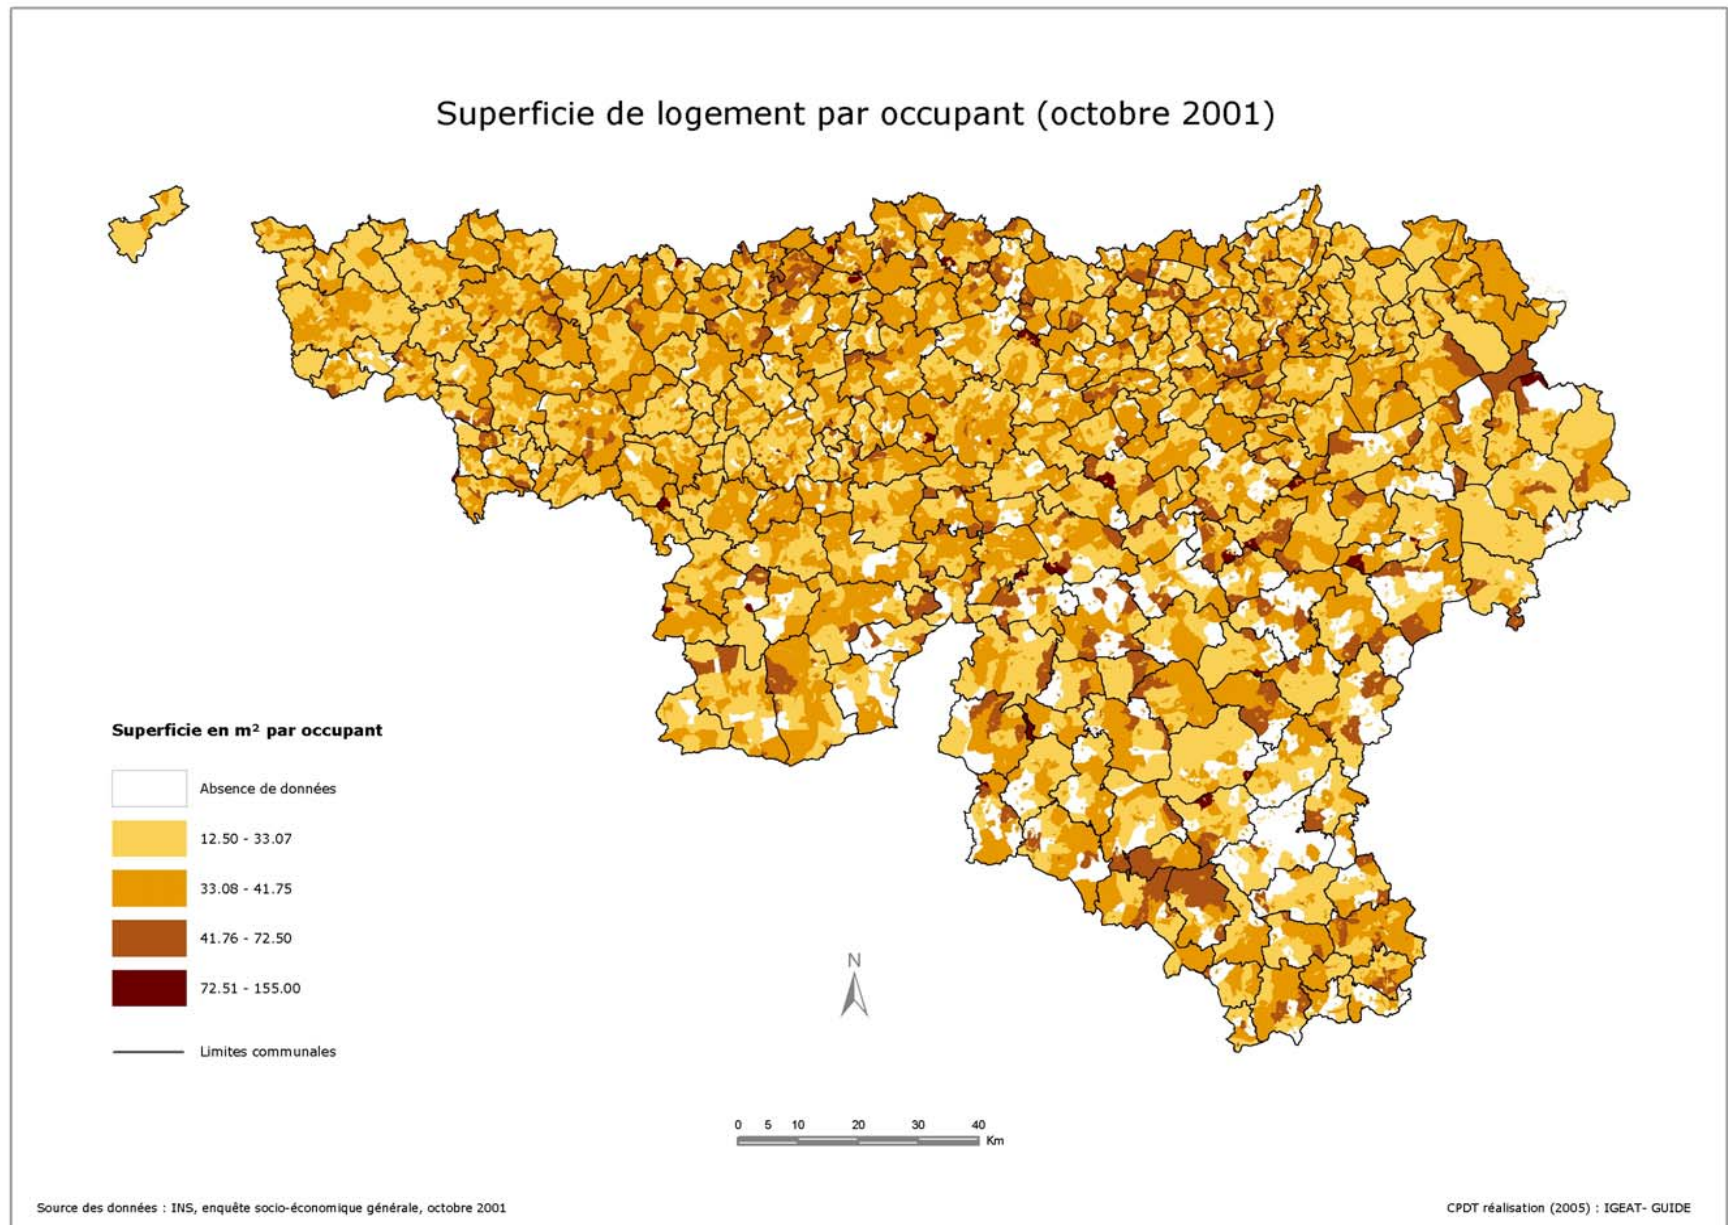 Superficie de logement par occupant (octobre 2001)
Superficie en m² par occupant
Absence de données
12.50 - 33.07
33.08 - 41.75
41.76 - 72.50
72.51 - 155.00
Limites communales
N
0 5 10 20 30 40
Km
Source des données : INS, enquête socio-économique générale, octobre 2001
CPDT réalisation (2005) : IGEAT- GUIDE